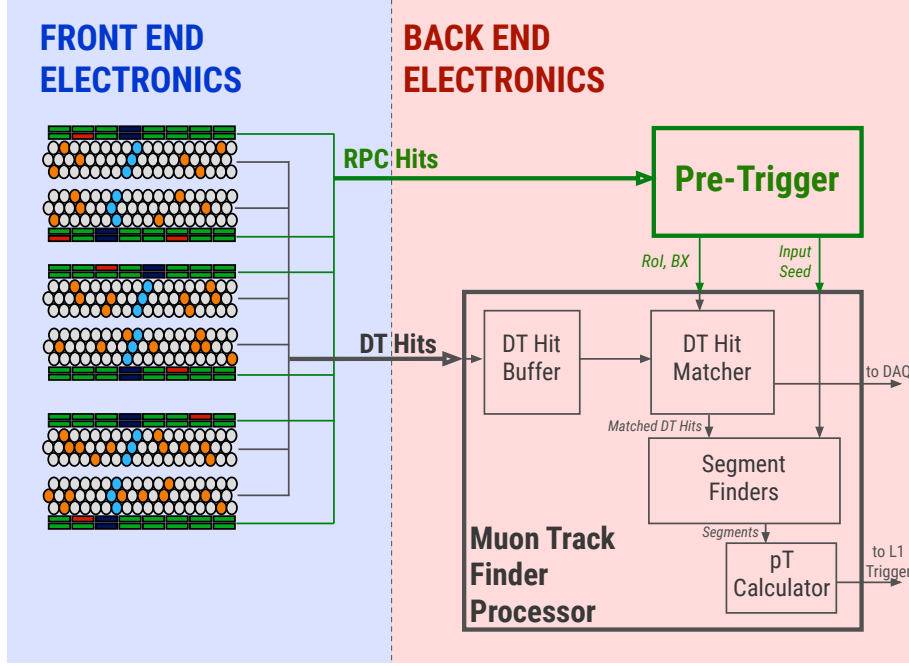 FRONT END
ELECTRONICS
BACK END
ELECTRONICS
RPC Hits
Pre-Trigger
RoI, BX
Input
Seed
DT Hits
DT Hit
Buffer
DT Hit
Matcher
to DAQ
Matched DT Hits
Segment
Finders
Segments
Muon Track
Finder
Processor
pT
Calculator
to L1
Trigger